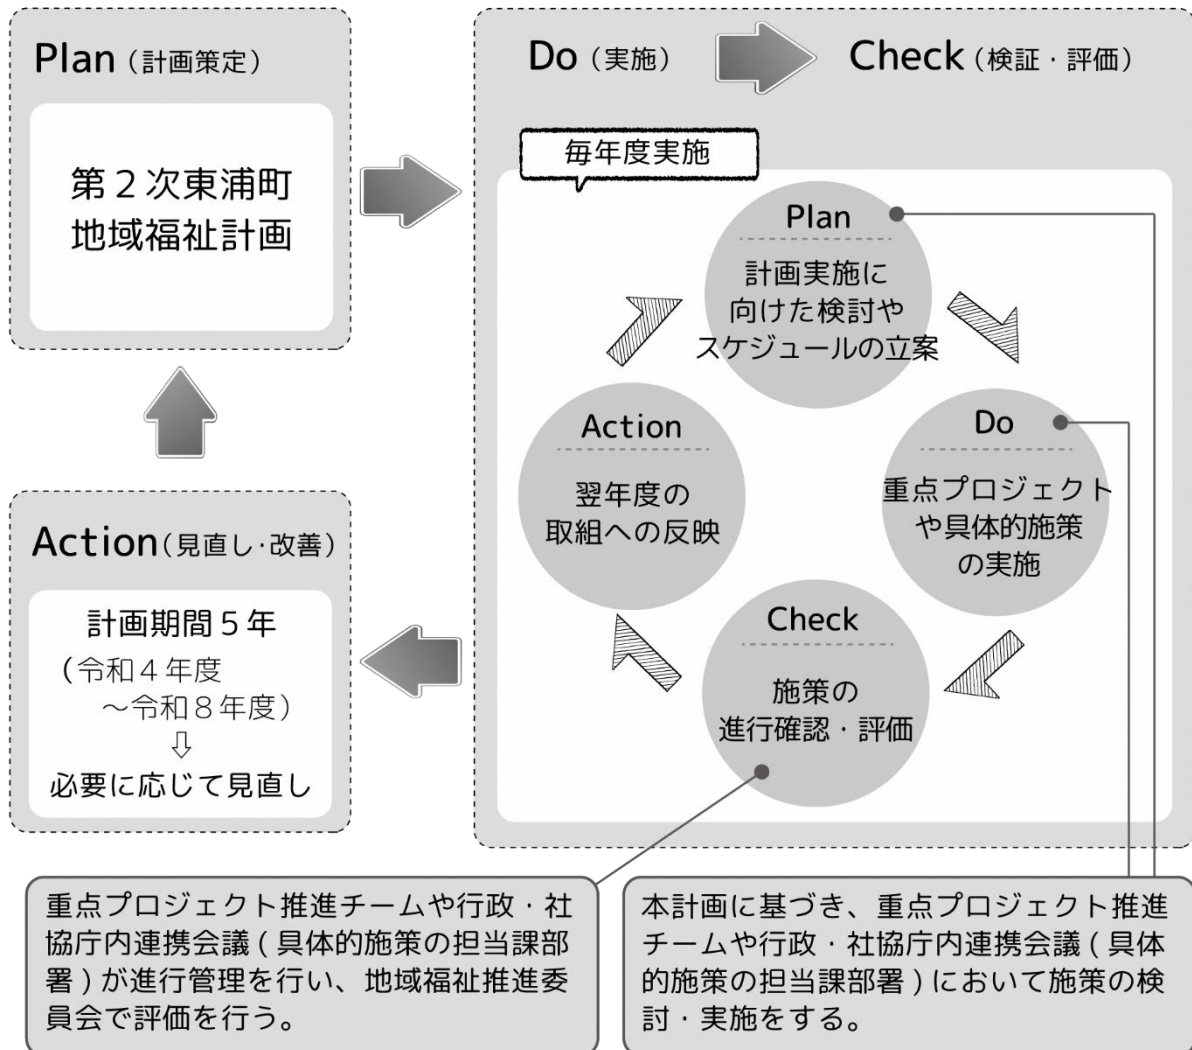 Plan（計画策定）
第２次東浦町
地域福祉計画
Do（実施）
Check（検証・評価）
毎年度実施
Plan
計画実施に
向けた検討や
スケジュールの立案
Do
重点プロジェクト
や具体的施策
の実施
Check
施策の
進行確認・評価
Action
翌年度の
取組への反映
Action（見直し・改善）
計画期間５年
（令和４年度
～令和８年度）
⇩
必要に応じて見直し
重点プロジェクト推進チームや行政・社
協庁内連携会議(具体的施策の担当課部
署)が進行管理を行い、地域福祉推進委
員会で評価を行う。
本計画に基づき、重点プロジェクト推進
チームや行政・社協庁内連携会議(具体
的施策の担当課部署)において施策の検
討・実施をする。